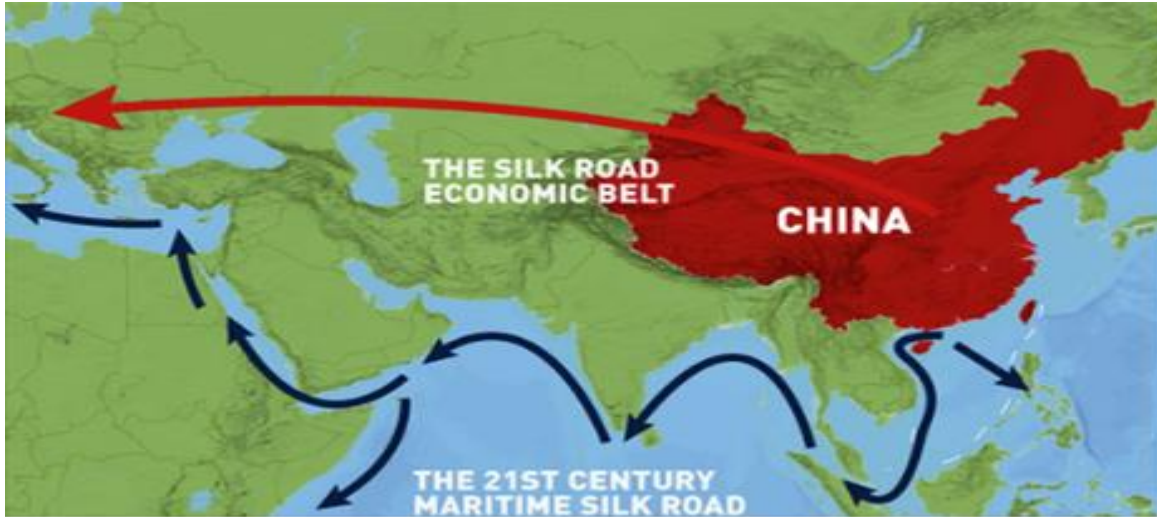 THE SILK ROAD
ECONOMIC BELT
CHINA
THE 21ST CENTURY
MARITIME SILK ROAD